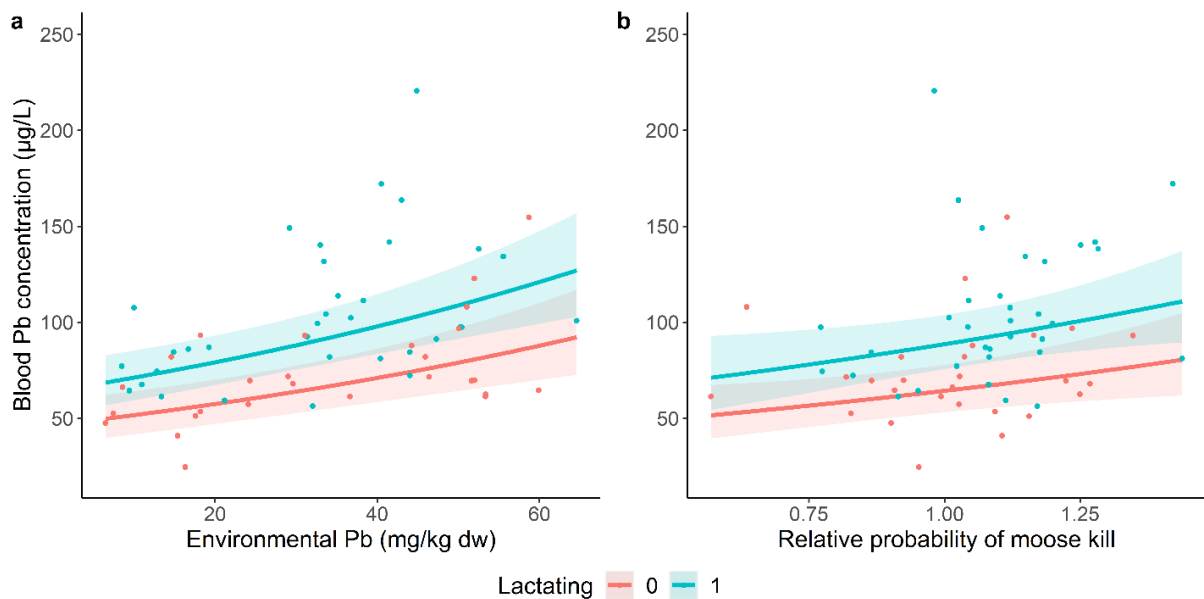 a
b
Blood Pb concentration (µg/L)
250
200
150
100
50
20
40
60
Environmental Pb (mg/kg dw)
250
200
150
100
50
0.75
1.00
1.25
Relative probability of moose kill
Lactating 0 1